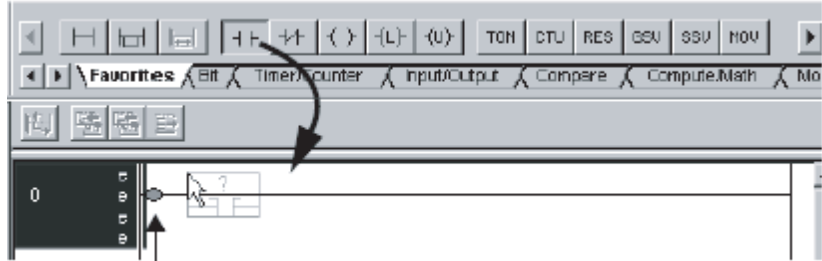 TON CTU RES GSV SSV MOV
Favorites Bit Timer/Counter Input/Output Compare Compute/Math Mo
0
e
e
e
e
?